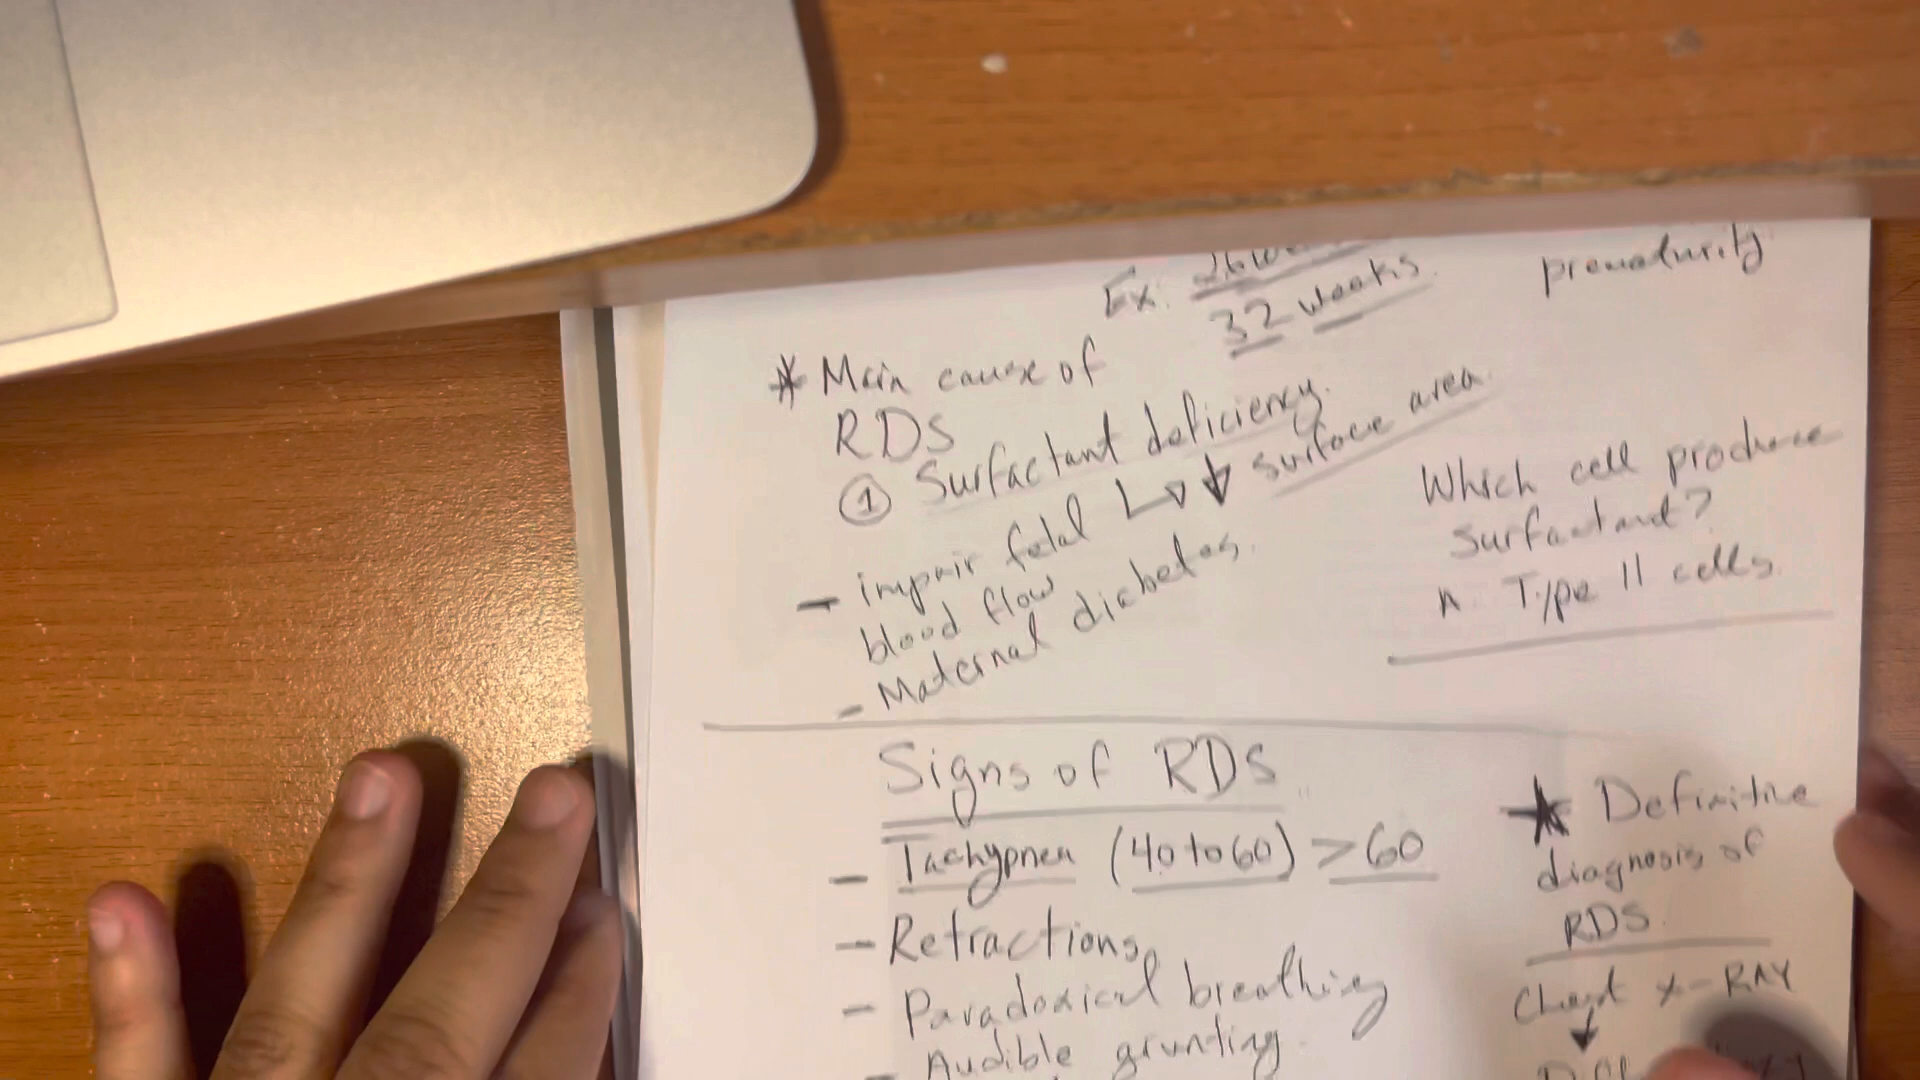 Ex: 26w
32 weeks.
prematurity
* Main cause of
RDS
① Surfactant deficiency.
↳ ↓ surface area.
- impair fetal
blood flow
- Maternal diabetes.
Which cell produce
surfactant?
Type II cells.
Signs of RDS
- Tachypnea (40 to 60) > 60
- Retractions
- Paradoxical breathing
- Audible grunting.
★ Definitive
diagnosis of
RDS.
Chest X-RAY
↓